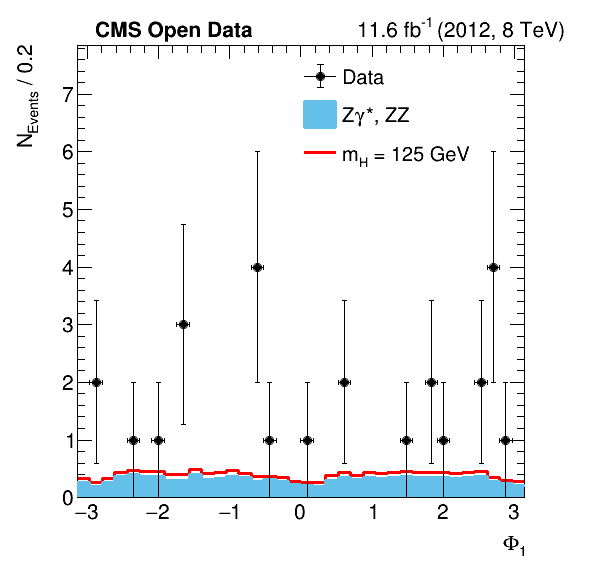 CMS Open Data 11.6 fb⁻¹ (2012, 8 TeV)
N_Events / 0.2
Data
Zγ*, ZZ
m_H = 125 GeV
7
6
5
4
3
2
1
0
−3 −2 −1 0 1 2 3
Φ₁